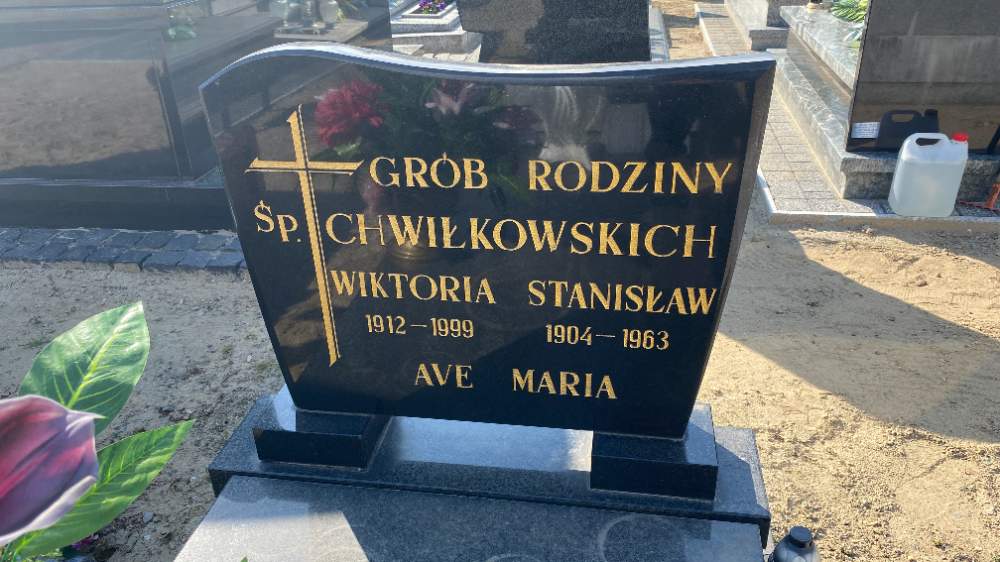 GRÓB RODZINY
ŚP. CHWIŁKOWSKICH
WIKTORIA STANISŁAW
1912-1999 1904-1963
AVE MARIA